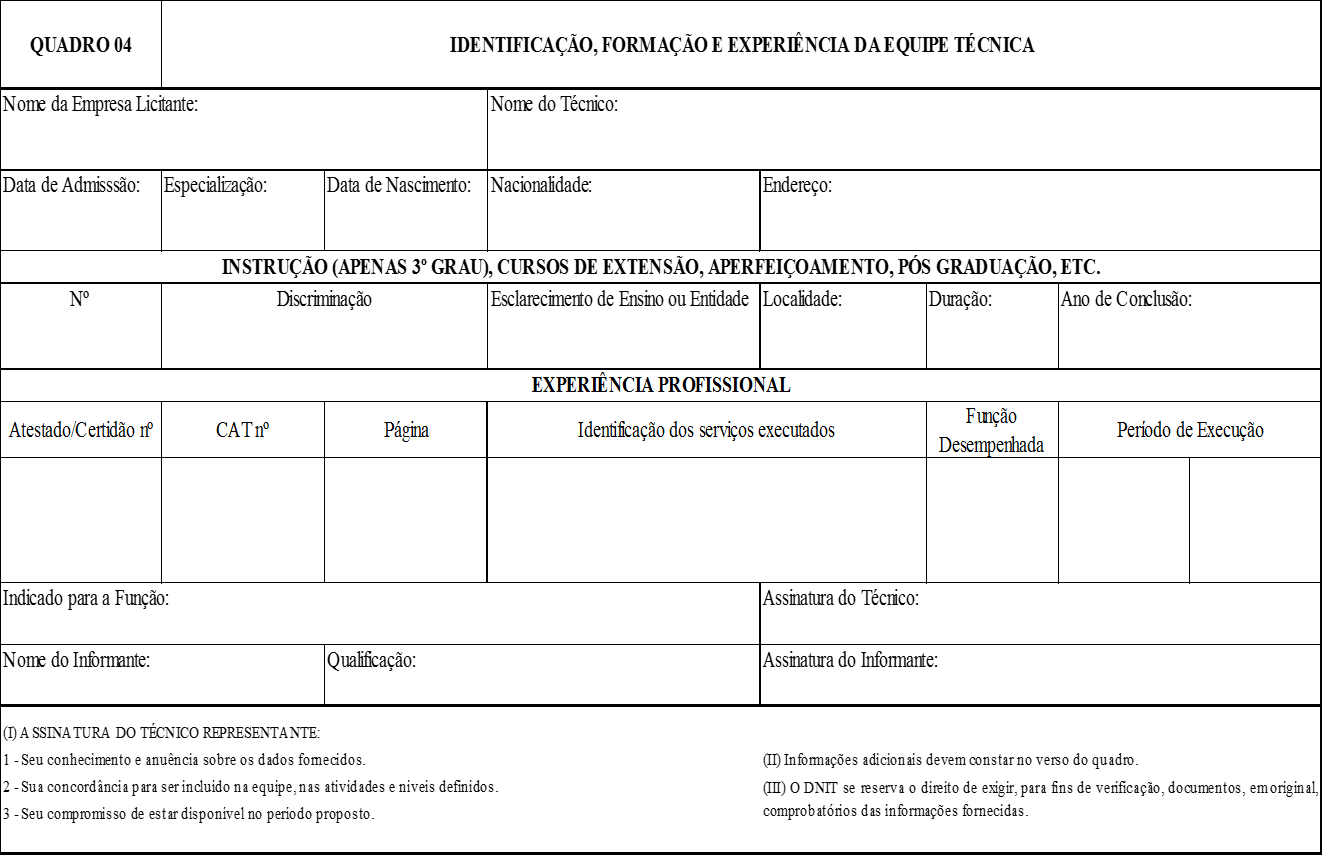 QUADRO 04
IDENTIFICAÇÃO, FORMAÇÃO E EXPERIÊNCIA DA EQUIPE TÉCNICA
Nome da Empresa Licitante:
Nome do Técnico:
Data de Admisssão:
Especialização:
Data de Nascimento:
Nacionalidade:
Endereço:
INSTRUÇÃO (APENAS 3º GRAU), CURSOS DE EXTENSÃO, APERFEIÇOAMENTO, PÓS GRADUAÇÃO, ETC.
Nº
Discriminação
Esclarecimento de Ensino ou Entidade
Localidade:
Duração:
Ano de Conclusão:
EXPERIÊNCIA PROFISSIONAL
Atestado/Certidão nº
CAT nº
Página
Identificação dos serviços executados
Função
Desempenhada
Período de Execução
Indicado para a Função:
Assinatura do Técnico:
Nome do Informante:
Qualificação:
Assinatura do Informante:
(I) ASSINATURA DO TÉCNICO REPRESENTANTE:
1 - Seu conhecimento e anuência sobre os dados fornecidos.
2 - Sua concordância para ser incluído na equipe, nas atividades e niveis definidos.
3 - Seu compromisso de estar disponível no período proposto.
(II) Informações adicionais devem constar no verso do quadro.
(III) O DNIT se reserva o direito de exigir, para fins de verificação, documentos, em original,
comprobatórios das informações fornecidas.